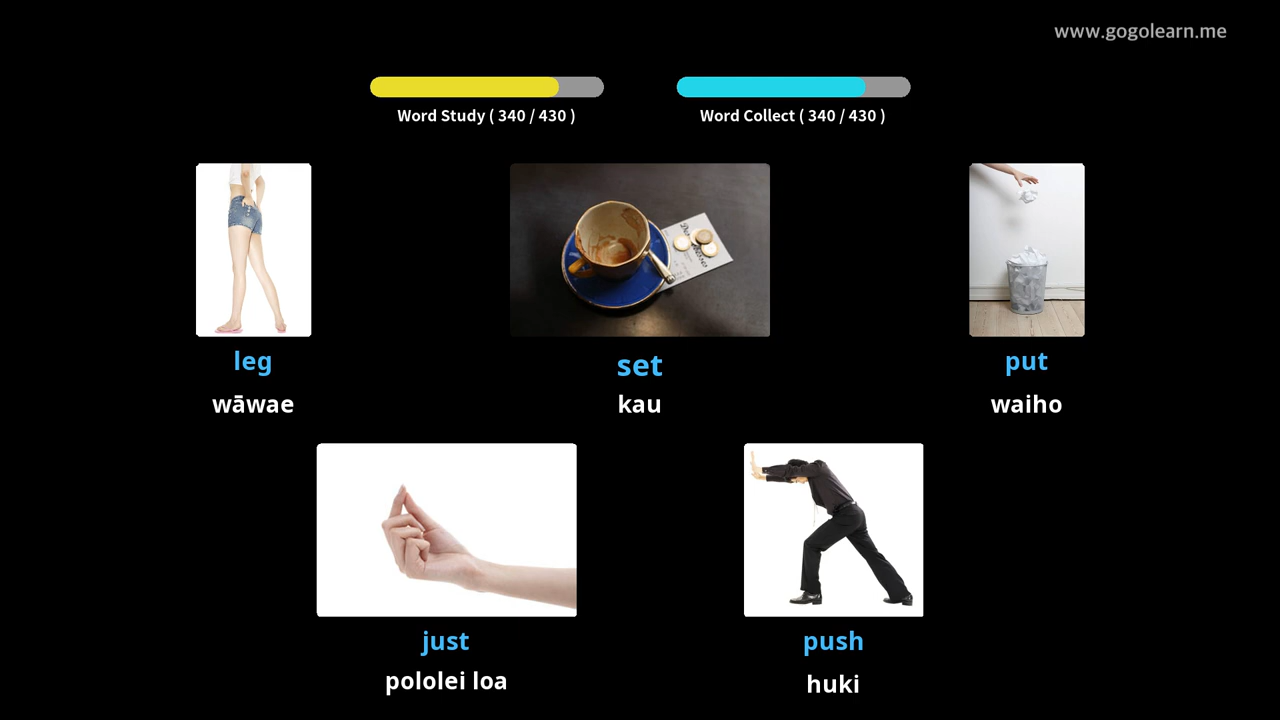 www.gogolearn.me
Word Study ( 340 / 430 )
Word Collect ( 340 / 430 )
leg
wāwae
set
kau
put
waiho
just
pololei loa
push
huki